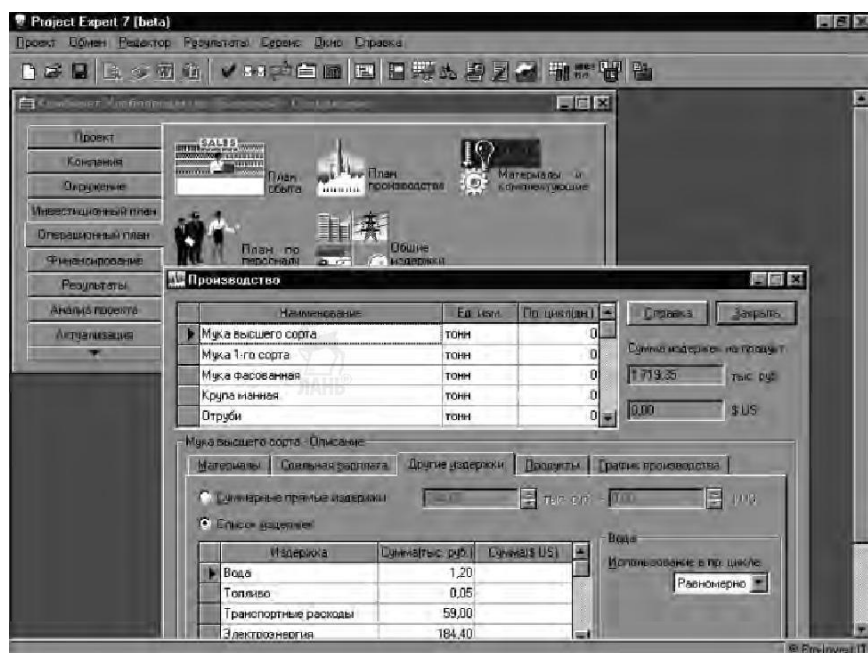 Project Expert 7 (beta)
Проект Обмен Редактор Результаты Сервис Окно Справка
Проект
Компания
Окружение
Инвестиционный план
Операционный план
Финансирование
Результаты
Анализ проекта
Актуализация
SALES
План сбыта
План производства
Материалы и комплектующие
План по персоналу
Общие издержки
Производство
Наименование Ед. изм. Пр. цикл(дн.)
Мука высшего сорта тонн 0
Мука 1-го сорта тонн 0
Мука фасованная тонн 0
Крупа манная тонн 0
Отруби тонн 0
ЛАНЬ®
Справка Закрыть
Сумма издержек на продукт
1 719,35 тыс. руб.
0,00 $ US
Мука высшего сорта - Описание
Материалы Сдельная зарплата Другие издержки Продукты График производства
Суммарные прямые издержки тыс. руб. 0,00
Список издержек
Издержка Сумма(тыс. руб.) Сумма($ US)
Вода 1,20
Топливо 0,05
Транспортные расходы 59,00
Электроэнергия 184,40
Вода
Использование в пр. цикле
Равномерно